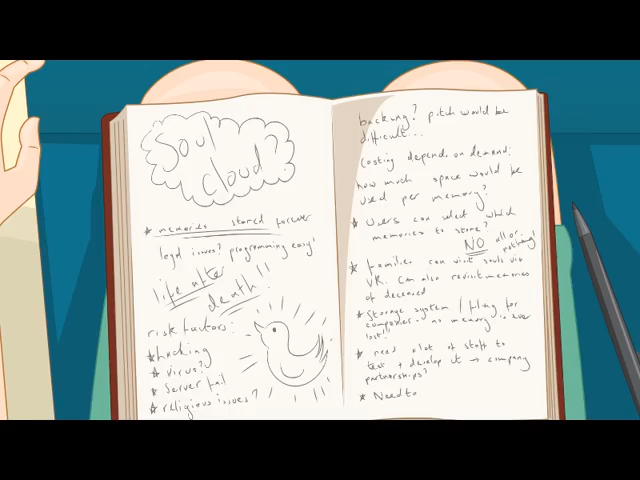 Soul
cloud?
* memories stored forever
legal issues? programming easy!
life after
death!!
risk factors:
* hacking
* virus?
* Server fail
* religious issues?
backing? pitch would be
difficult...
Costing depend on demand:
how much space would be
used per memory?
* Users can select which
memories to store?
NO all or
nothing!
* Families can visit souls via
VR. Can also revisit memories
of deceased
* Storage system / filing for
computer - no memory is ever
lost!!
* need a lot of staff to
test + develop it → company
partnerships?
* Need to